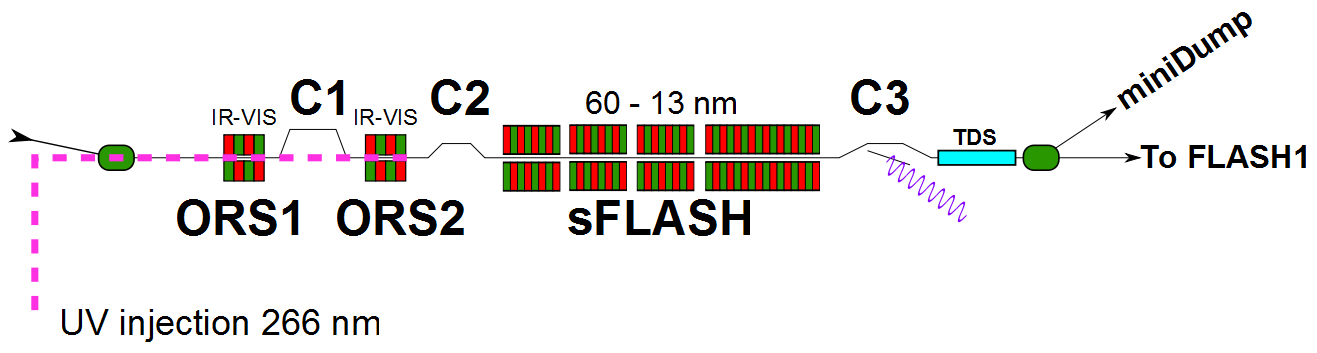 miniDump
C1
C2
C3
60 - 13 nm
IR-VIS
IR-VIS
TDS
To FLASH1
ORS1
ORS2
sFLASH
UV injection 266 nm